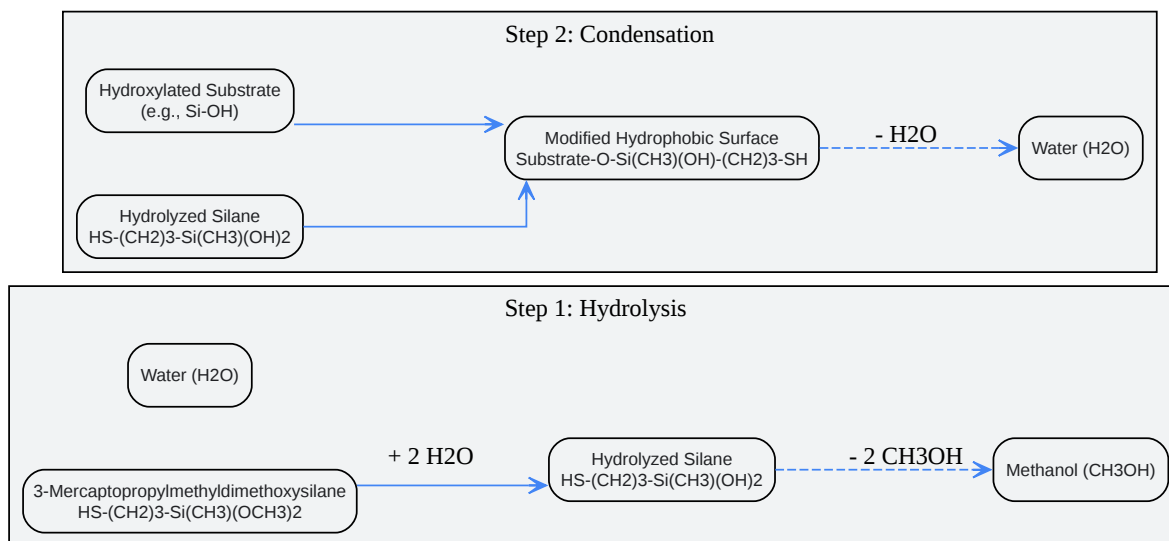 Step 2: Condensation
Hydroxylated Substrate
(e.g., Si-OH)
Modified Hydrophobic Surface
Substrate-O-Si(CH3)(OH)-(CH2)3-SH
- H2O
Water (H2O)
Hydrolyzed Silane
HS-(CH2)3-Si(CH3)(OH)2
Step 1: Hydrolysis
Water (H2O)
3-Mercaptopropylmethyldimethoxysilane
HS-(CH2)3-Si(CH3)(OCH3)2
+ 2 H2O
Hydrolyzed Silane
HS-(CH2)3-Si(CH3)(OH)2
- 2 CH3OH
Methanol (CH3OH)